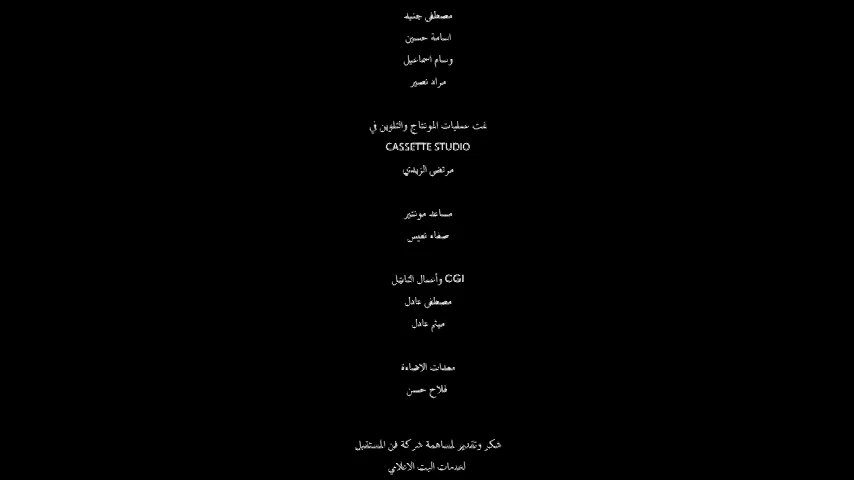 مصطفى جنيد
اسامة حسين
وسام اسماعيل
مراد نصير
تمت عمليات المونتاج والتلوين في
CASSETTE STUDIO
مرتضى الزيدي
مساعد مونتير
صفاء نعيس
CGI وأعمال التايتل
مصطفى عادل
ميثم عادل
معدات الاضاءة
فلاح حسن
شكر وتقدير لمساهمة شركة فن المستقبل
لخدمات البث الاعلامي